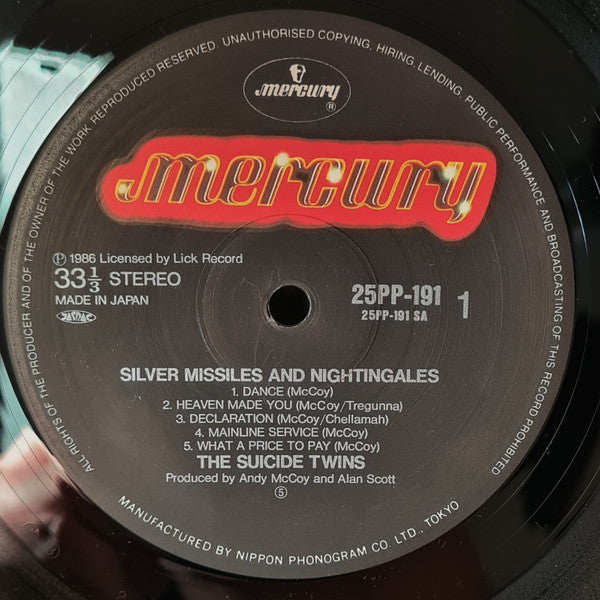 ALL RIGHTS OF THE PRODUCER AND OF THE OWNER OF THE WORK REPRODUCED RESERVED. UNAUTHORISED COPYING, HIRING, LENDING, PUBLIC PERFORMANCE AND BROADCASTING OF THIS RECORD PROHIBITED
mercury ®
mercury
Ⓟ 1986 Licensed by Lick Record
33 1/3 STEREO
MADE IN JAPAN
JASRAC
25PP-191 1
25PP-191 SA
SILVER MISSILES AND NIGHTINGALES
1. DANCE (McCoy)
2. HEAVEN MADE YOU (McCoy/Tregunna)
3. DECLARATION (McCoy/Chellamah)
4. MAINLINE SERVICE (McCoy)
5. WHAT A PRICE TO PAY (McCoy)
THE SUICIDE TWINS
Produced by Andy McCoy and Alan Scott
⑤
MANUFACTURED BY NIPPON PHONOGRAM CO. LTD., TOKYO